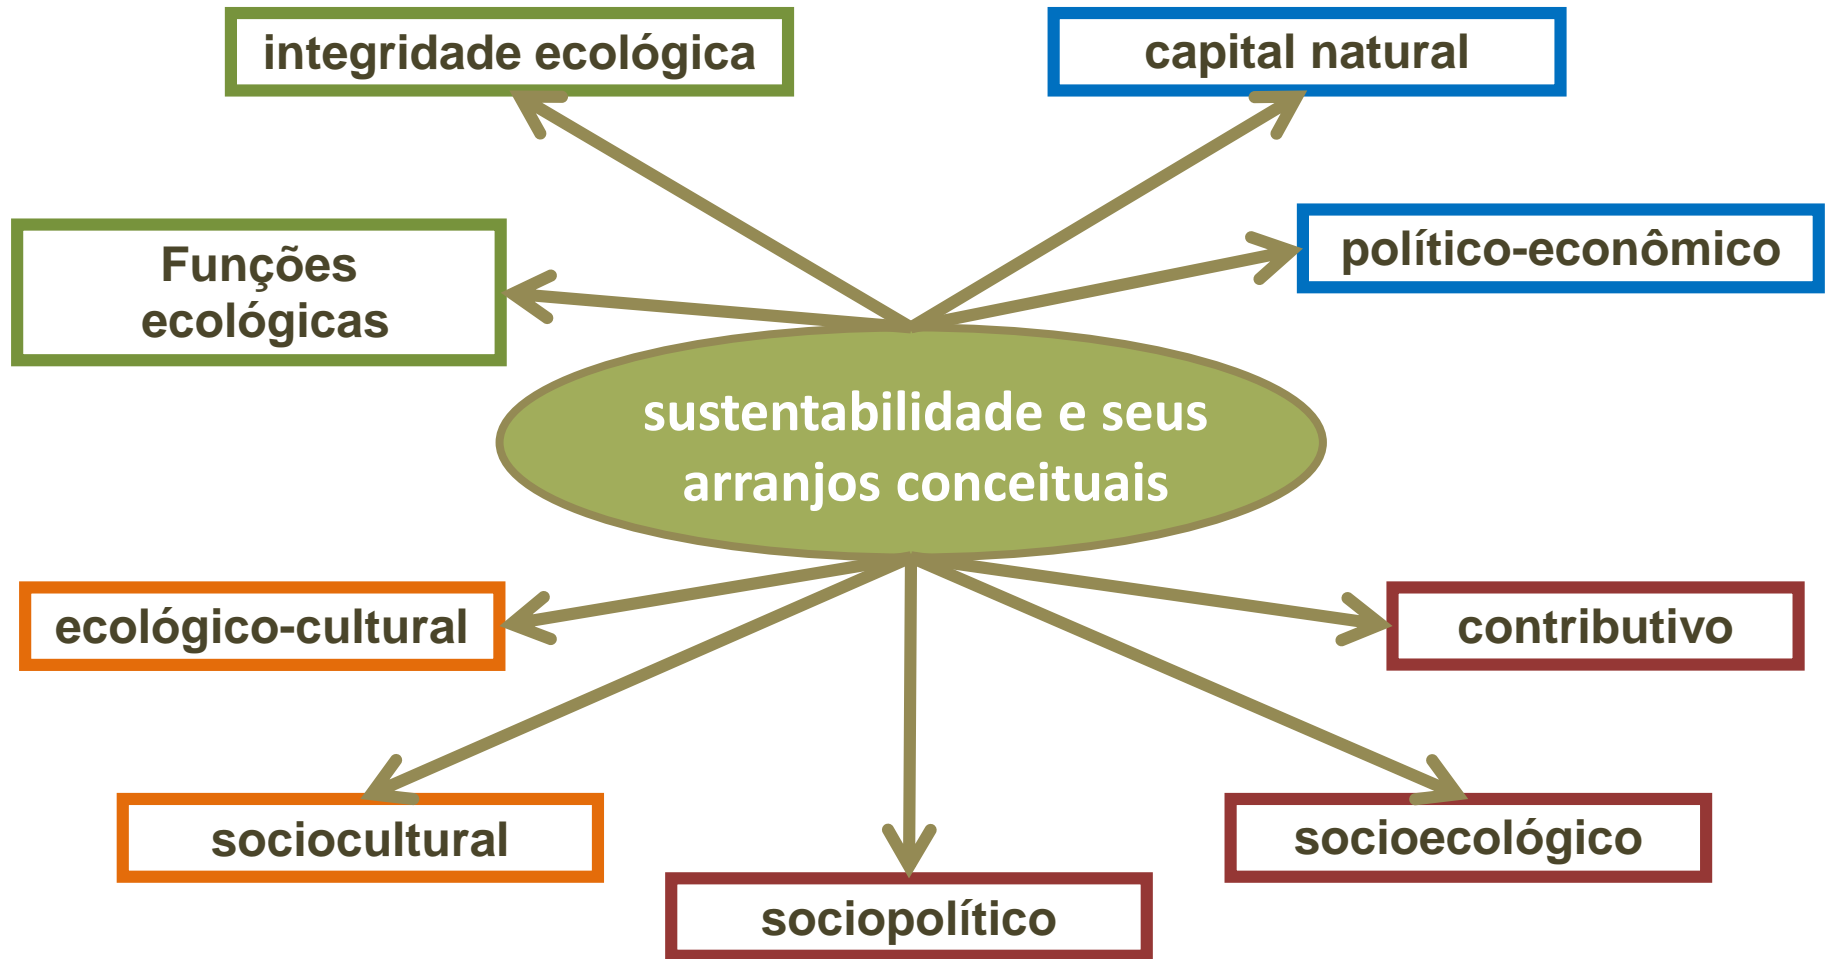 integridade ecológica
capital natural
Funções
ecológicas
político-econômico
sustentabilidade e seus
arranjos conceituais
ecológico-cultural
contributivo
sociocultural
socioecológico
sociopolítico